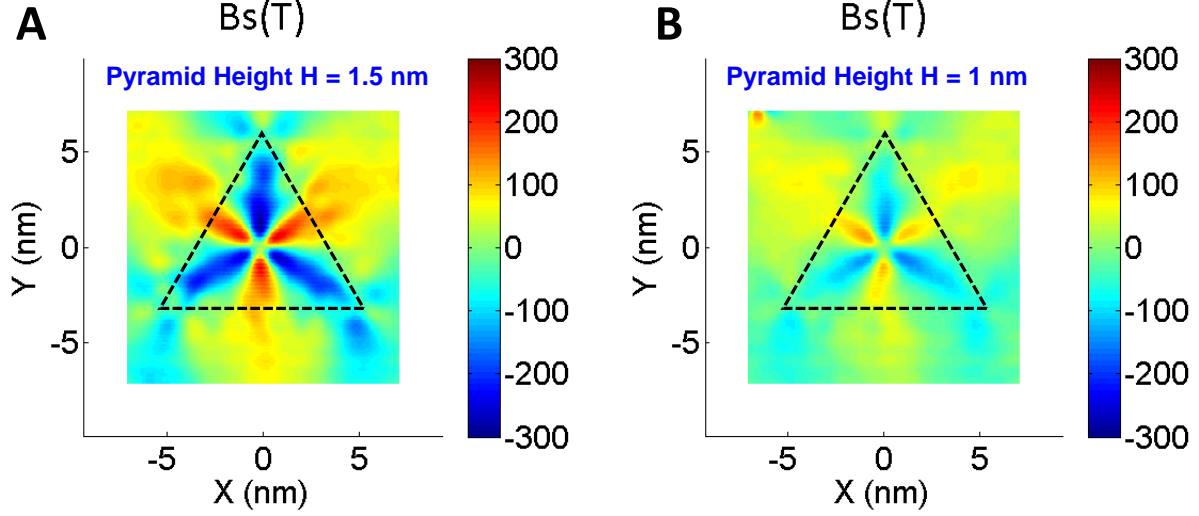 A
Bs(T)
Pyramid Height H = 1.5 nm
300
200
100
0
-100
-200
-300
5
0
-5
Y (nm)
-5 0 5
X (nm)
B
Bs(T)
Pyramid Height H = 1 nm
300
200
100
0
-100
-200
-300
5
0
-5
Y (nm)
-5 0 5
X (nm)